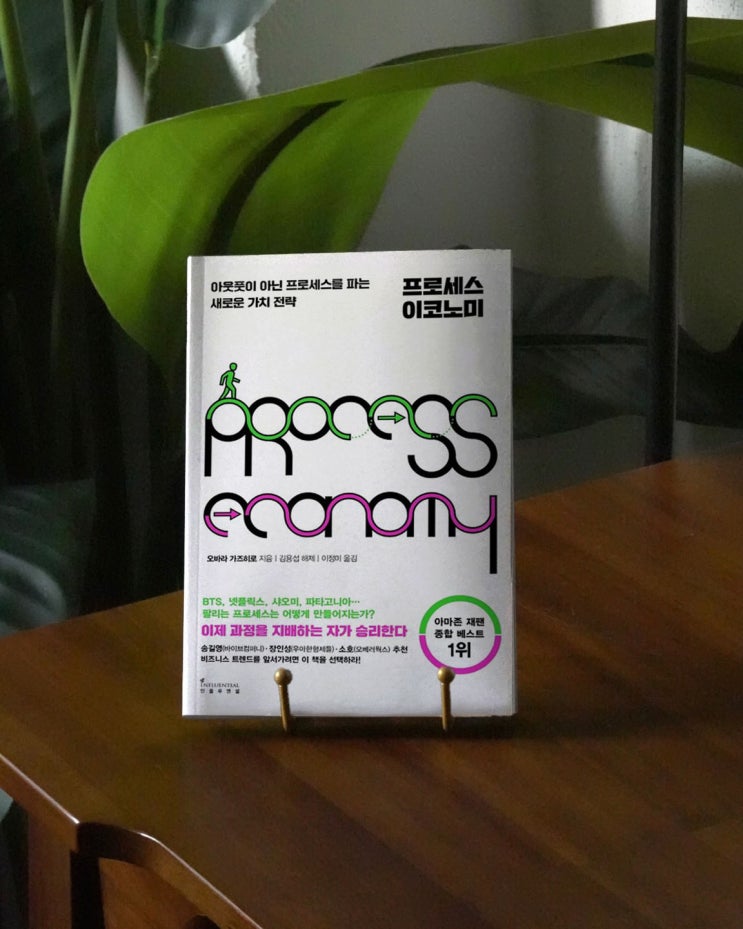 아웃풋이 아닌 프로세스를 파는
새로운 가치 전략
프로세스
이코노미
PROCESS
economy
오바라 가즈히로 지음 | 김용섭 해제 | 이정미 옮김
BTS, 넷플릭스, 샤오미, 파타고니아…
팔리는 프로세스는 어떻게 만들어지는가?
이제 과정을 지배하는 자가 승리한다
송길영(바이브컴퍼니)·장인성(우아한형제들)·소호(모베러웍스) 추천
비즈니스 트렌드를 앞서가려면 이 책을 선택하라!
아마존 재팬
종합 베스트
1위
INFLUENTIAL
인플루엔셜